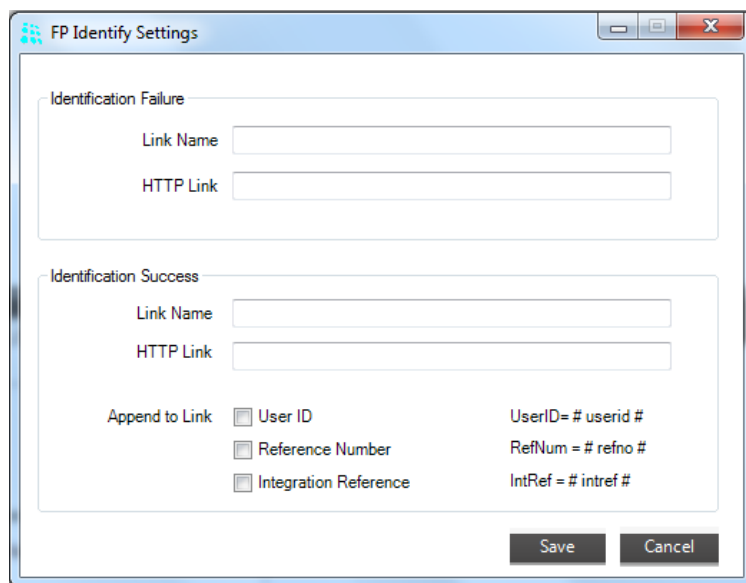 FP Identify Settings
Identification Failure
Link Name
HTTP Link
Identification Success
Link Name
HTTP Link
Append to Link User ID UserID= # userid #
Reference Number RefNum = # refno #
Integration Reference IntRef = # intref #
Save Cancel